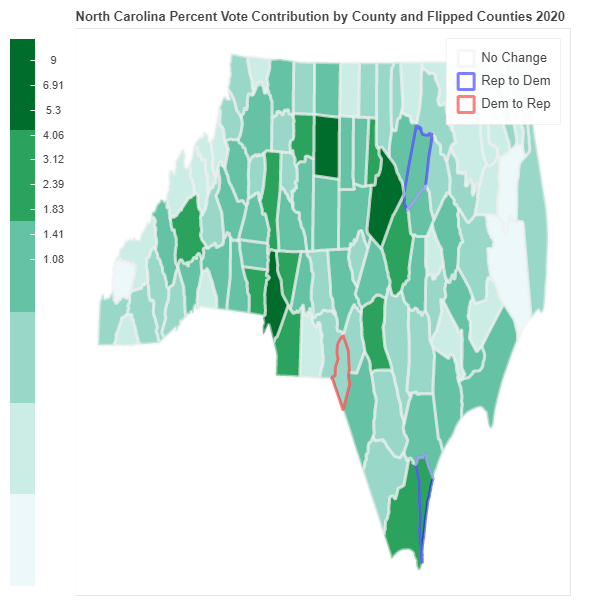 North Carolina Percent Vote Contribution by County and Flipped Counties 2020
No Change
Rep to Dem
Dem to Rep
9
6.91
5.3
4.06
3.12
2.39
1.83
1.41
1.08